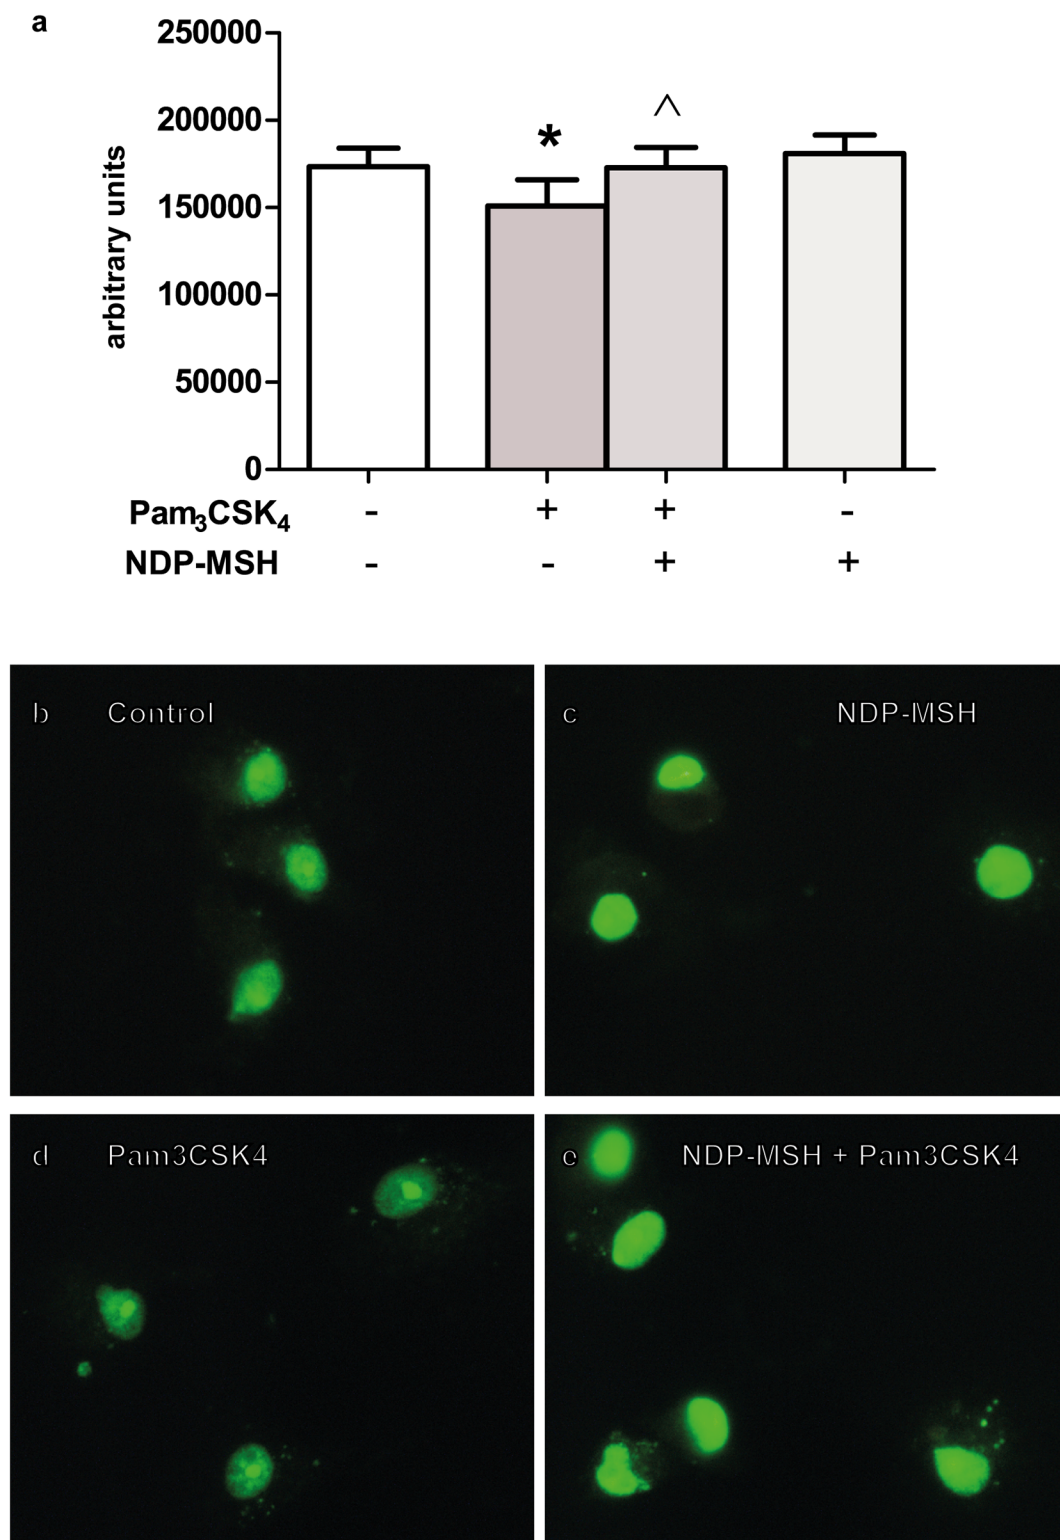 a
250000
200000
150000
100000
50000
0
arbitrary units
*
^
Pam3CSK4 - + + -
NDP-MSH - - + +
b Control
c NDP-MSH
d Pam3CSK4
e NDP-MSH + Pam3CSK4